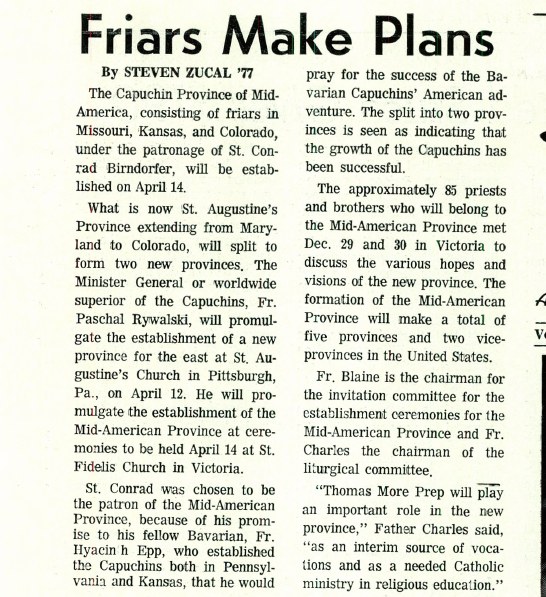 Friars Make Plans
By STEVEN ZUCAL '77
The Capuchin Province of Mid-
America, consisting of friars in
Missouri, Kansas, and Colorado,
under the patronage of St. Con-
rad Birndorfer, will be estab-
lished on April 14.
What is now St. Augustine's
Province extending from Mary-
land to Colorado, will split to
form two new provinces. The
Minister General or worldwide
superior of the Capuchins, Fr.
Paschal Rywalski, will promul-
gate the establishment of a new
province for the east at St. Au-
gustine's Church in Pittsburgh,
Pa., on April 12. He will pro-
mulgate the establishment of the
Mid-American Province at cere-
monies to be held April 14 at St.
Fidelis Church in Victoria.
St. Conrad was chosen to be
the patron of the Mid-American
Province, because of his prom-
ise to his fellow Bavarian, Fr.
Hyacin h Epp, who established
the Capuchins both in Pennsyl-
vania and Kansas, that he would
pray for the success of the Ba-
varian Capuchins' American ad-
venture. The split into two prov-
inces is seen as indicating that
the growth of the Capuchins has
been successful.
The approximately 85 priests
and brothers who will belong to
the Mid-American Province met
Dec. 29 and 30 in Victoria to
discuss the various hopes and
visions of the new province. The
formation of the Mid-American
Province will make a total of
five provinces and two vice-
provinces in the United States.
Fr. Blaine is the chairman for
the invitation committee for the
establishment ceremonies for the
Mid-American Province and Fr.
Charles the chairman of the
liturgical committee.
"Thomas More Prep will play
an important role in the new
province," Father Charles said,
"as an interim source of voca-
tions and as a needed Catholic
ministry in religious education."